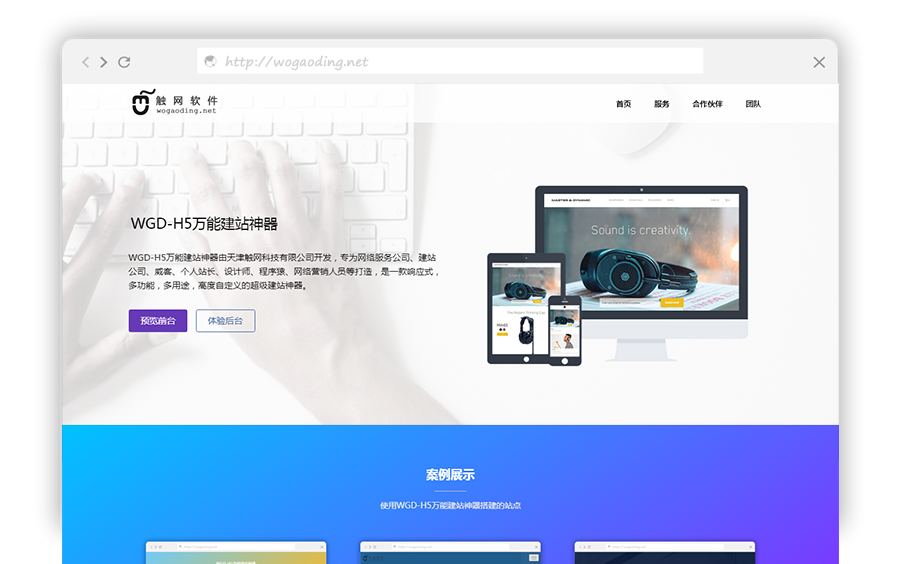 http://wogaoding.net
触网软件
wogaoding.net
首页 服务 合作伙伴 团队
WGD-H5万能建站神器
WGD-H5万能建站神器由天津触网科技有限公司开发，专为网络服务公司、建站
公司、威客、个人站长、设计师、程序猿、网络营销人员等打造，是一款响应式，
多功能，多用途，高度自定义的超级建站神器。
预览前台 体验后台
MASTER & DYNAMIC
Sound is creativity.
案例展示
使用WGD-H5万能建站神器搭建的站点